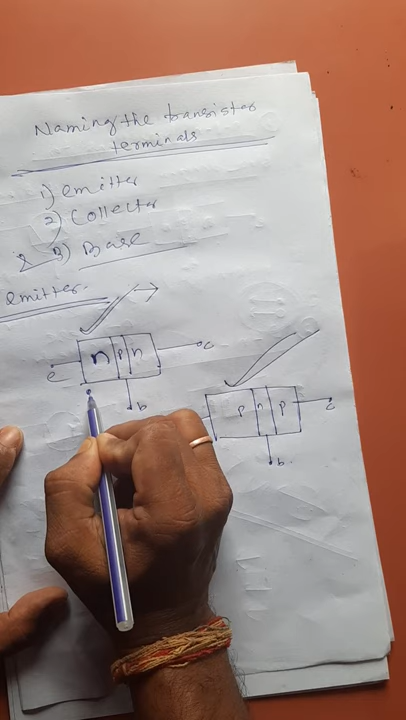 Naming the transistor
terminals
1) emitter
2) Collector
& 3) Base
emitter.
n p n
e
c
b
p n p
c
b